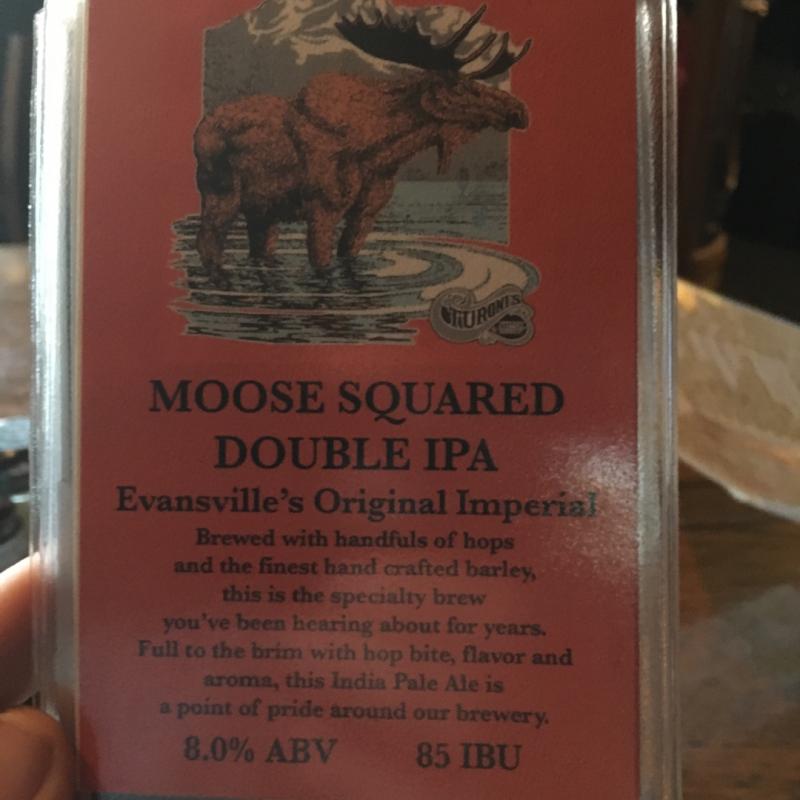 TURONI'S
MOOSE SQUARED
DOUBLE IPA
Evansville's Original Imperial
Brewed with handfuls of hops
and the finest hand crafted barley,
this is the specialty brew
you've been hearing about for years.
Full to the brim with hop bite, flavor and
aroma, this India Pale Ale is
a point of pride around our brewery.
8.0% ABV 85 IBU